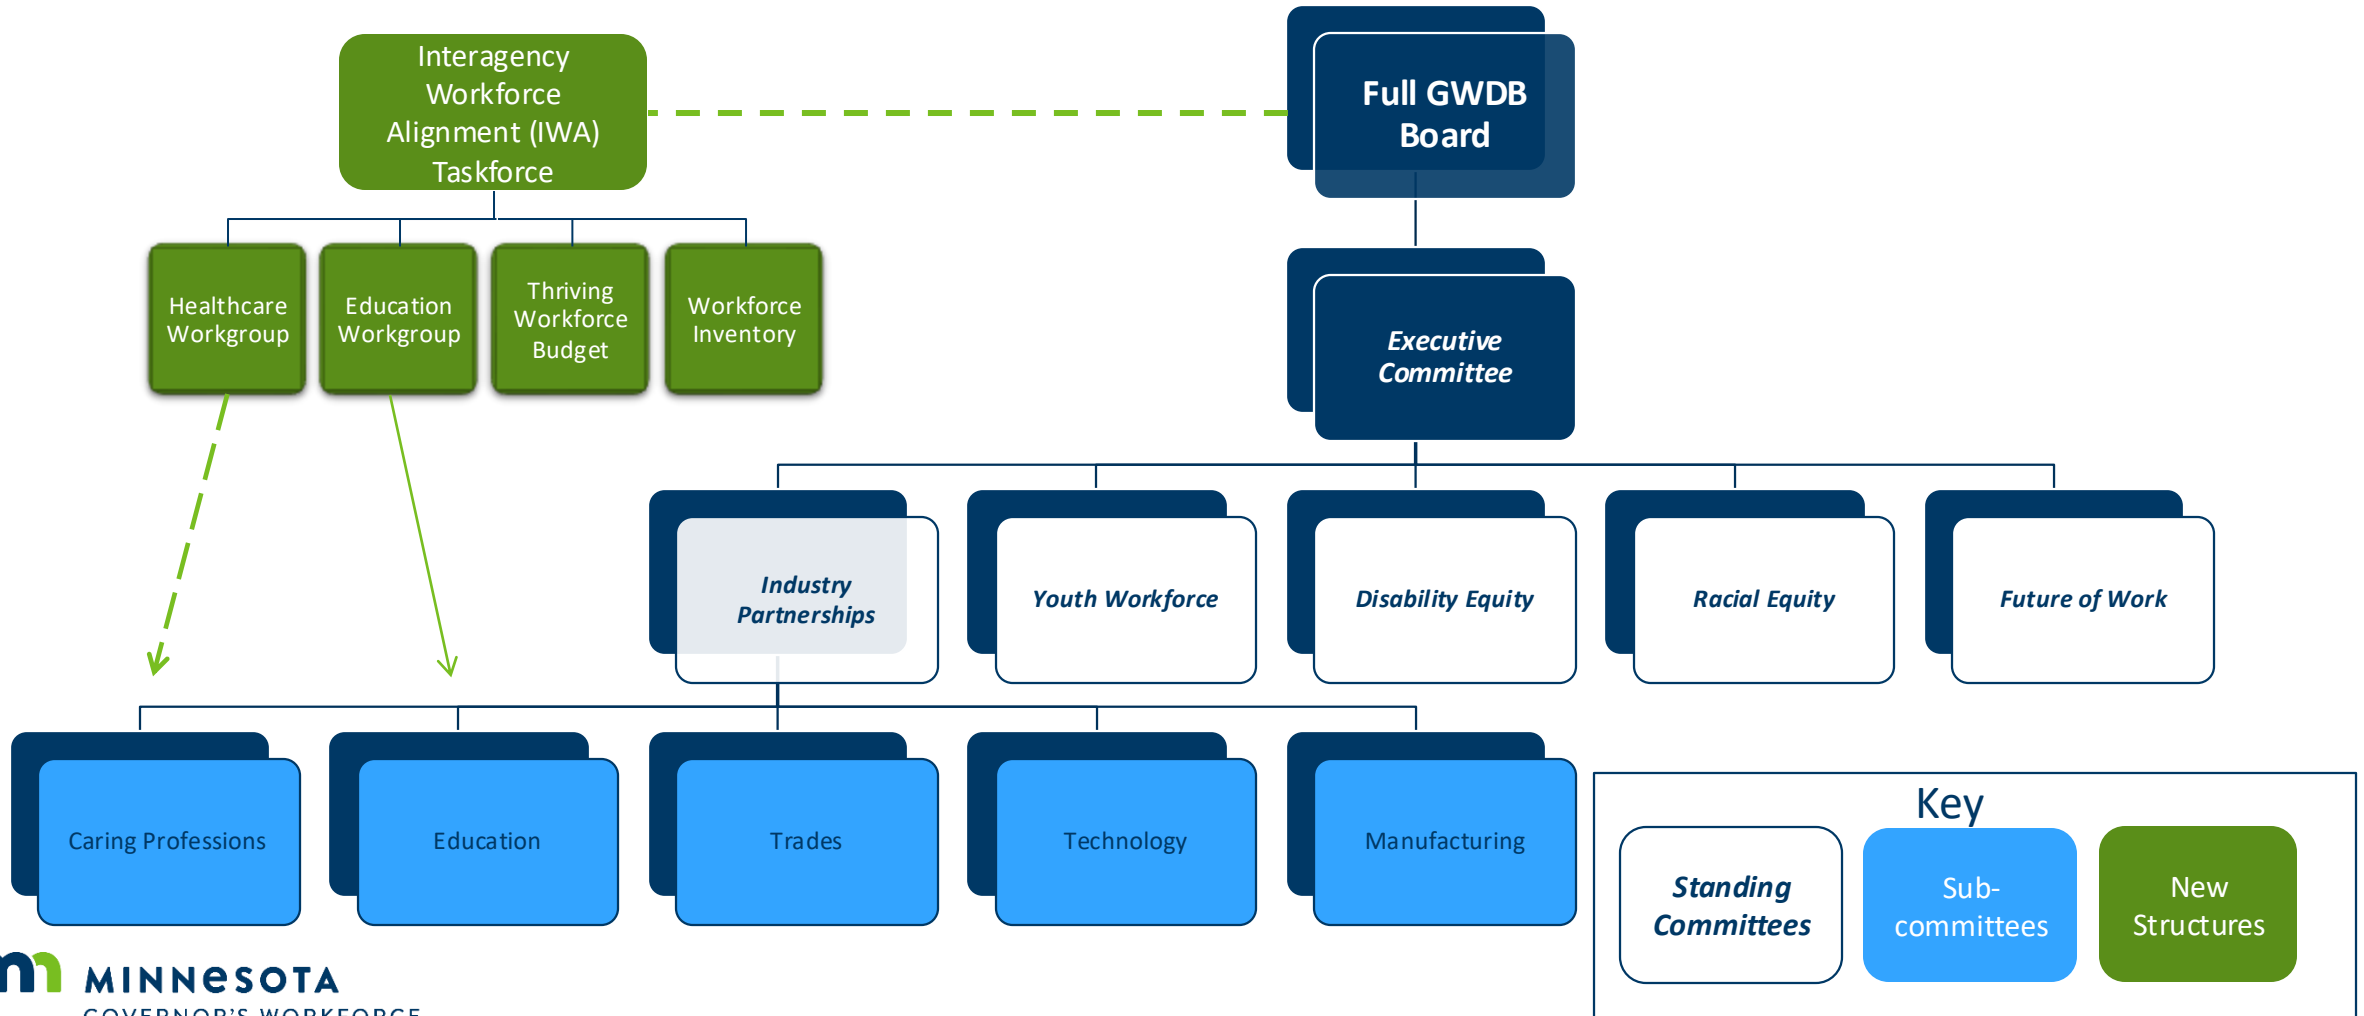 Interagency
Workforce
Alignment (IWA)
Taskforce
Full GWDB
Board
Healthcare
Workgroup
Education
Workgroup
Thriving
Workforce
Budget
Workforce
Inventory
Executive
Committee
Industry
Partnerships
Youth Workforce
Disability Equity
Racial Equity
Future of Work
Caring Professions
Education
Trades
Technology
Manufacturing
Key
Standing
Committees
Sub-
committees
New
Structures
MINNESOTA
GOVERNOR'S WORKFORCE